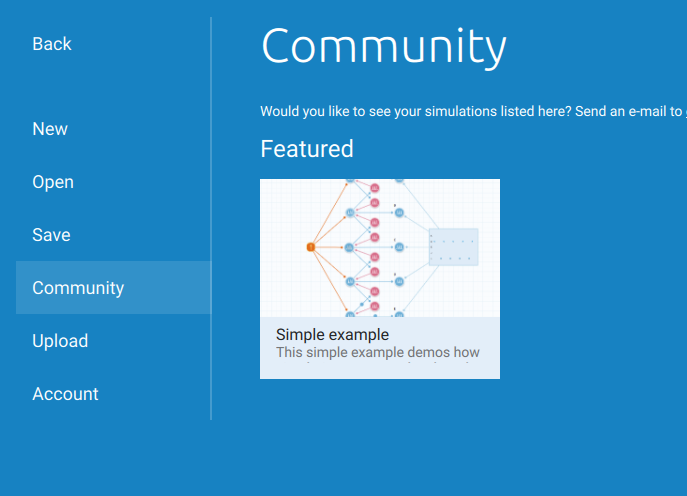 Back
New
Open
Save
Community
Upload
Account
Community
Would you like to see your simulations listed here? Send an e-mail to
Featured
Simple example
This simple example demos how